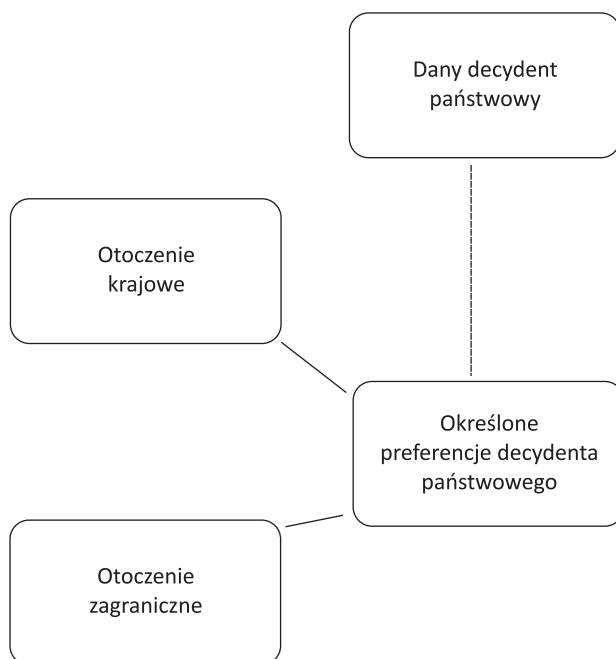 Dany decydent
państwowy
Otoczenie
krajowe
Określone
preferencje decydenta
państwowego
Otoczenie
zagraniczne